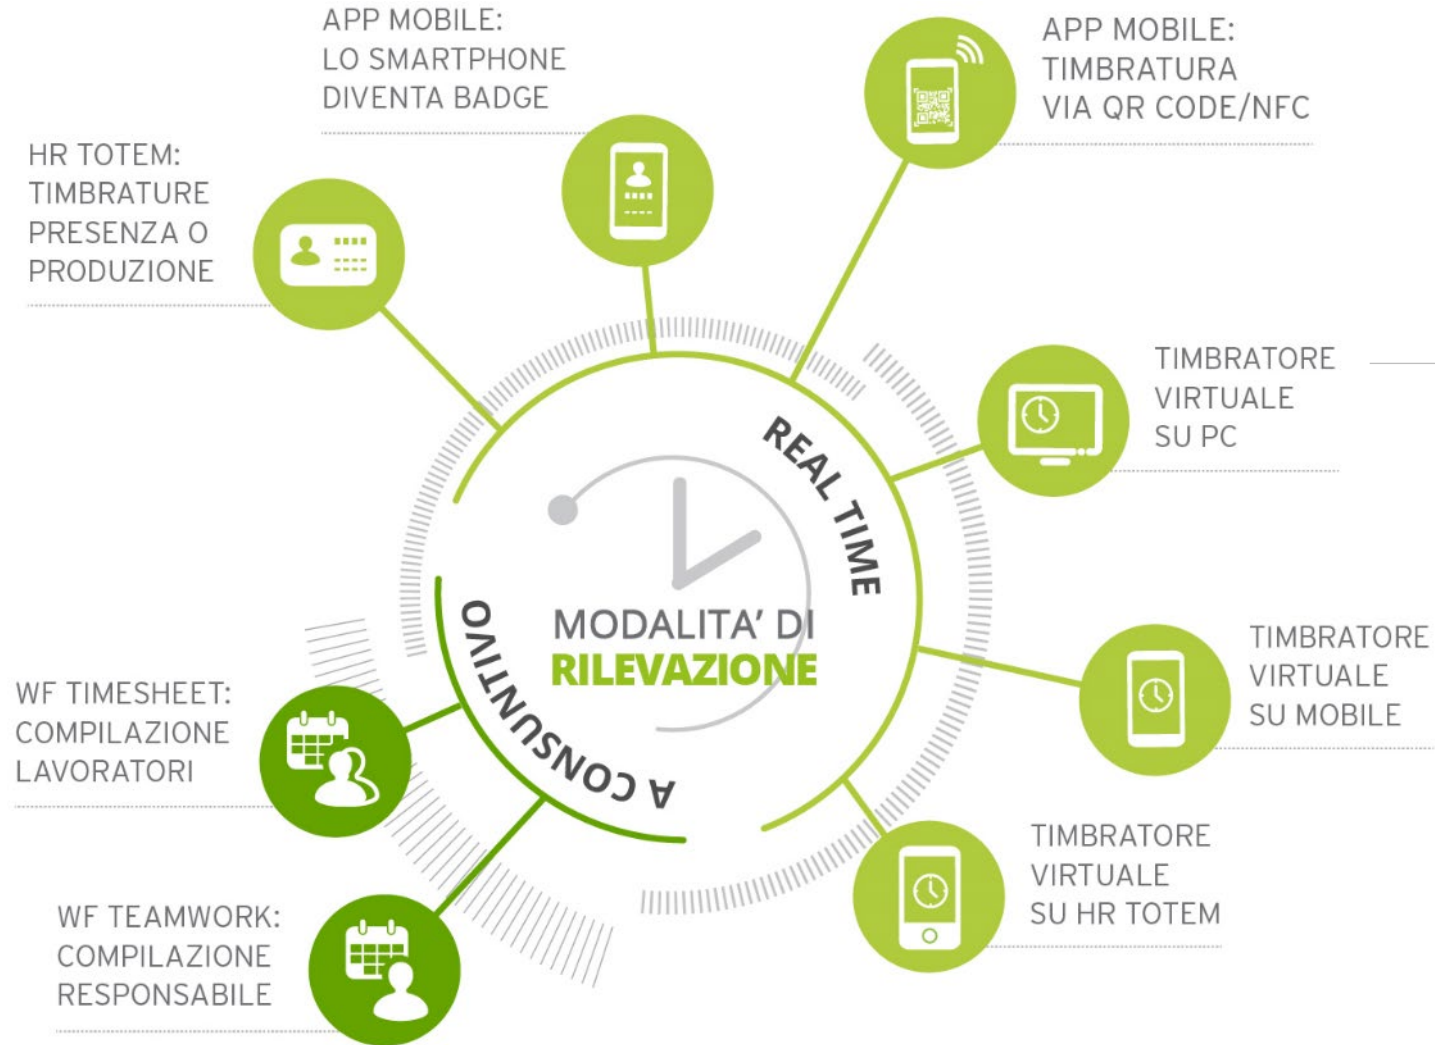 APP MOBILE:
LO SMARTPHONE
DIVENTA BADGE
APP MOBILE:
TIMBRATURA
VIA QR CODE/NFC
HR TOTEM:
TIMBRATURE
PRESENZA O
PRODUZIONE
TIMBRATORE
VIRTUALE
SU PC
REAL TIME
MODALITA' DI
RILEVAZIONE
A CONSUNTIVO
TIMBRATORE
VIRTUALE
SU MOBILE
WF TIMESHEET:
COMPILAZIONE
LAVORATORI
TIMBRATORE
VIRTUALE
SU HR TOTEM
WF TEAMWORK:
COMPILAZIONE
RESPONSABILE